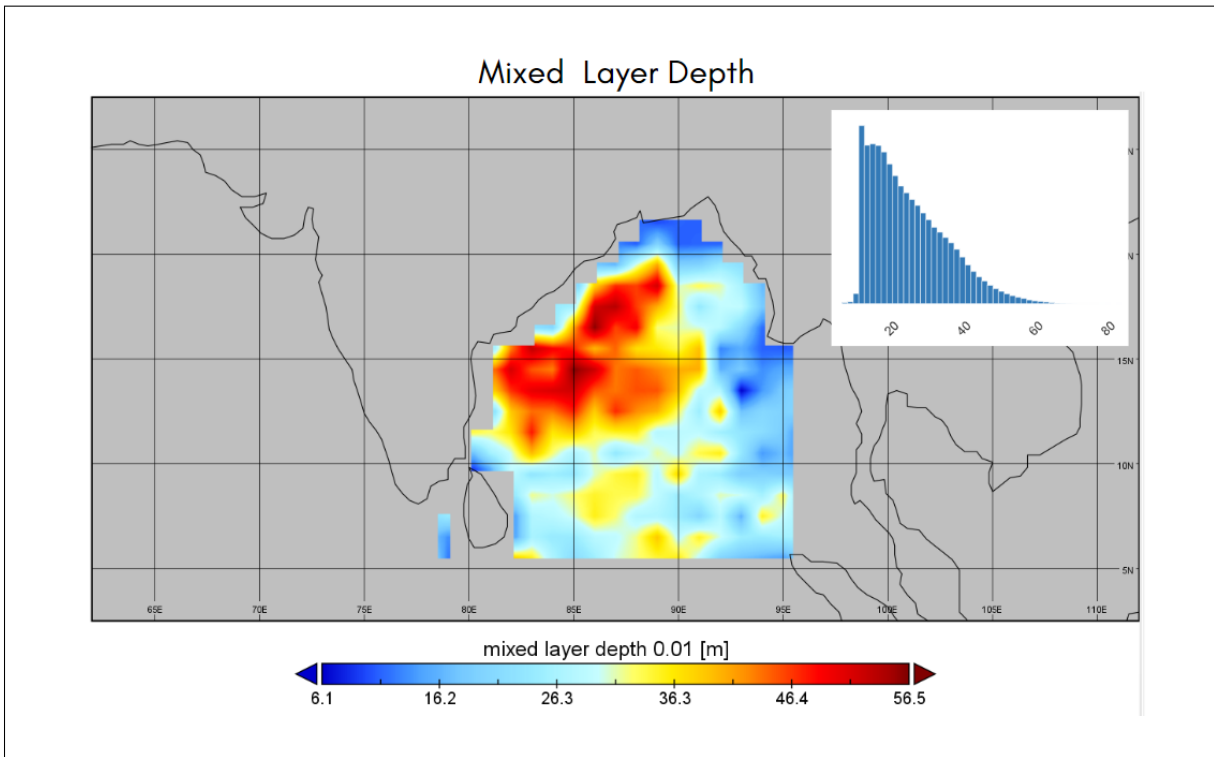 Mixed Layer Depth
N
N
15N
10N
5N
20 40 60 80
65E 70E 75E 80E 85E 90E 95E 100E 105E 110E
mixed layer depth 0.01 [m]
6.1 16.2 26.3 36.3 46.4 56.5